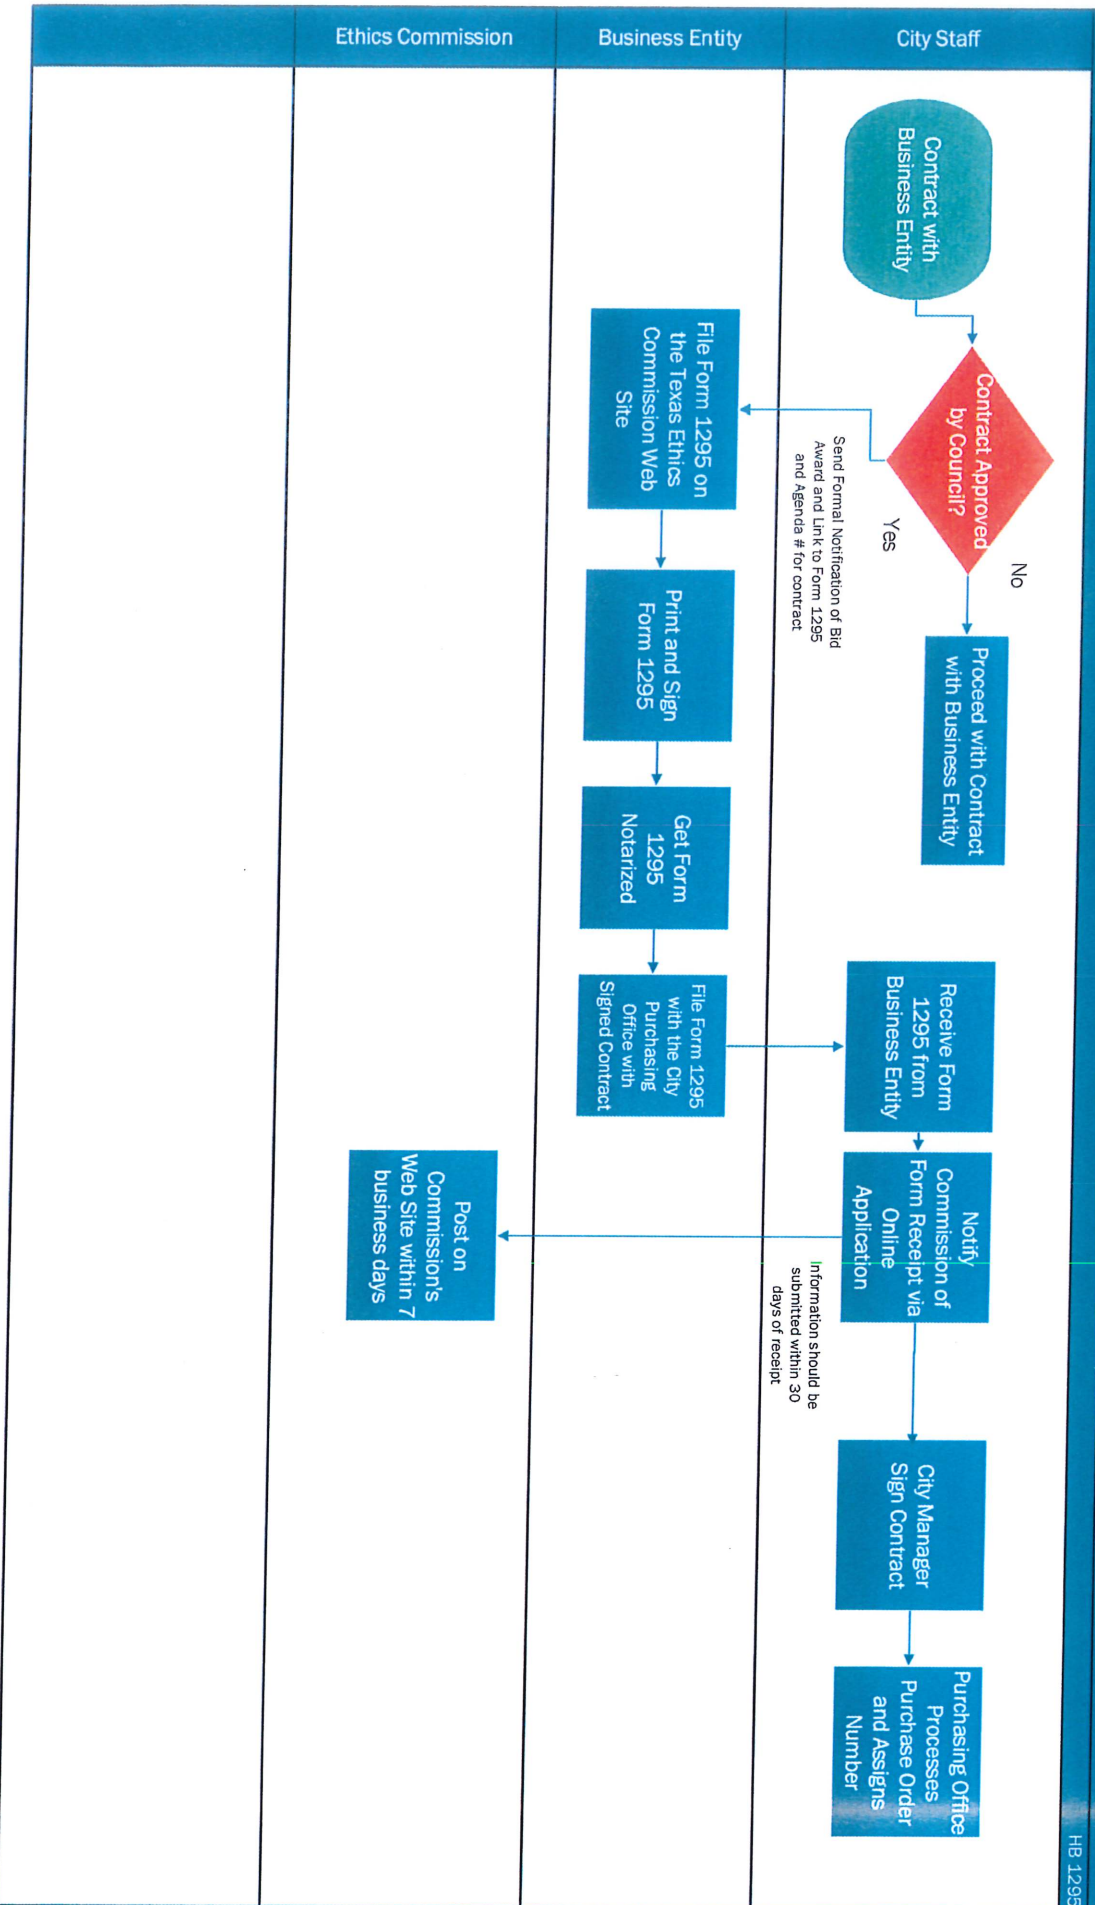 HB 1295
City Staff
Contract with
Business Entity
Contract Approved
by Council?
No
Yes
Proceed with Contract
with Business Entity
Send Formal Notification of Bid
Award and Link to Form 1295
and Agenda # for contract
Receive Form
1295 from
Business Entity
Notify
Commission of
Form Receipt via
Online
Application
Information should be
submitted within 30
days of receipt
City Manager
Sign Contract
Purchasing Office
Processes
Purchase Order
and Assigns
Number
Business Entity
File Form 1295 on
the Texas Ethics
Commission Web
Site
Print and Sign
Form 1295
Get Form
1295
Notarized
File Form 1295
with the City
Purchasing
Office with
Signed Contract
Ethics Commission
Post on
Commission's
Web Site within 7
business days